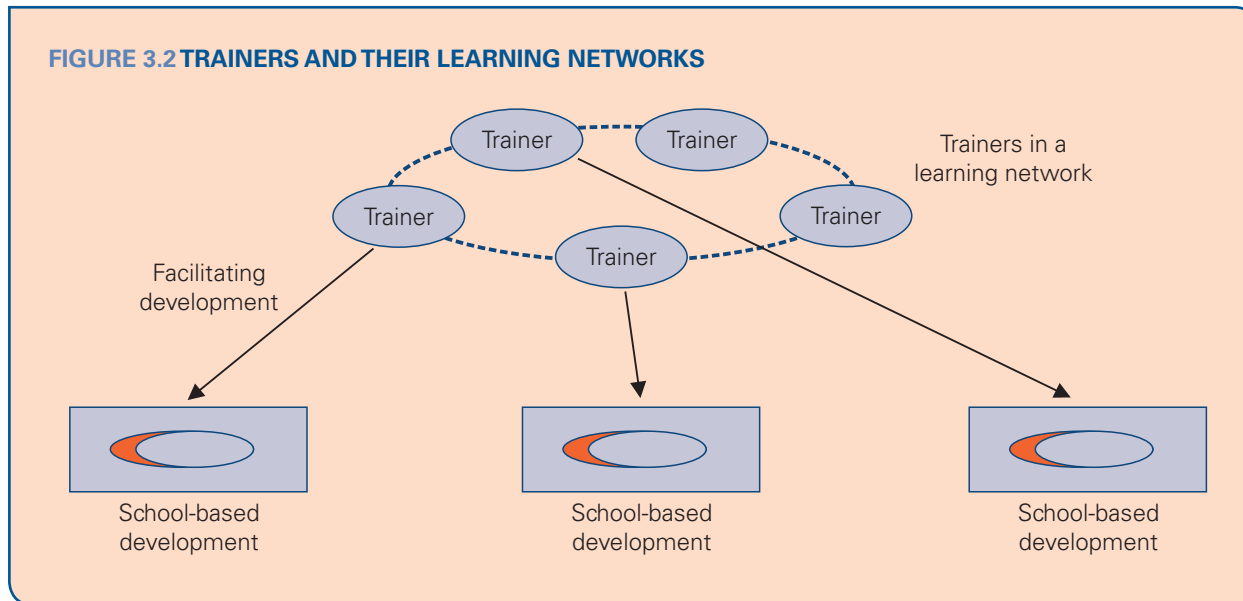 FIGURE 3.2 TRAINERS AND THEIR LEARNING NETWORKS
Trainer
Trainer
Trainers in a
learning network
Trainer
Trainer
Trainer
Facilitating
development
School-based
development
School-based
development
School-based
development